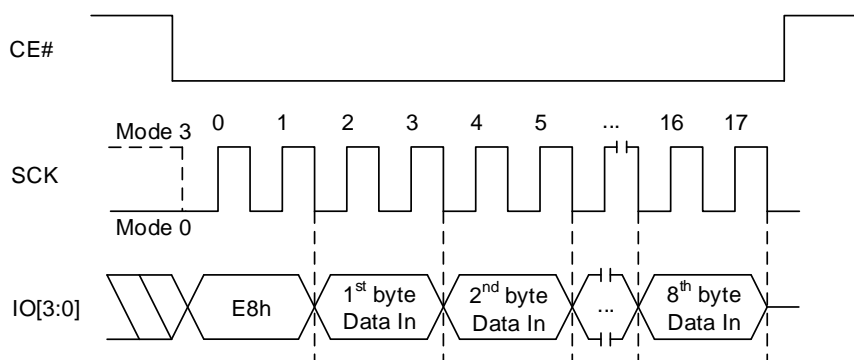 CE#
Mode 3
0 1 2 3 4 5 ... 16 17
SCK
Mode 0
IO[3:0]
E8h
1st byte
Data In
2nd byte
Data In
...
8th byte
Data In